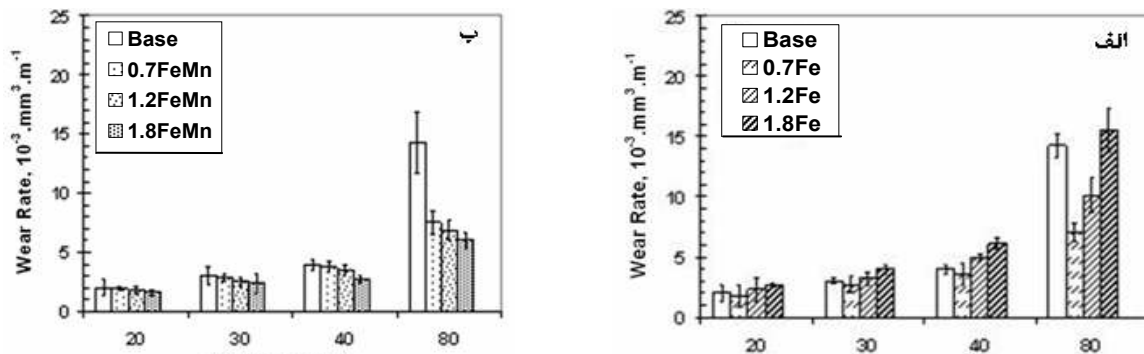 ب
Base
0.7FeMn
1.2FeMn
1.8FeMn
Wear Rate, 10⁻³.mm³.m⁻¹
25
20
15
10
5
0
20 30 40 80
الف
Base
0.7Fe
1.2Fe
1.8Fe
Wear Rate, 10⁻³.mm³.m⁻¹
25
20
15
10
5
0
20 30 40 80